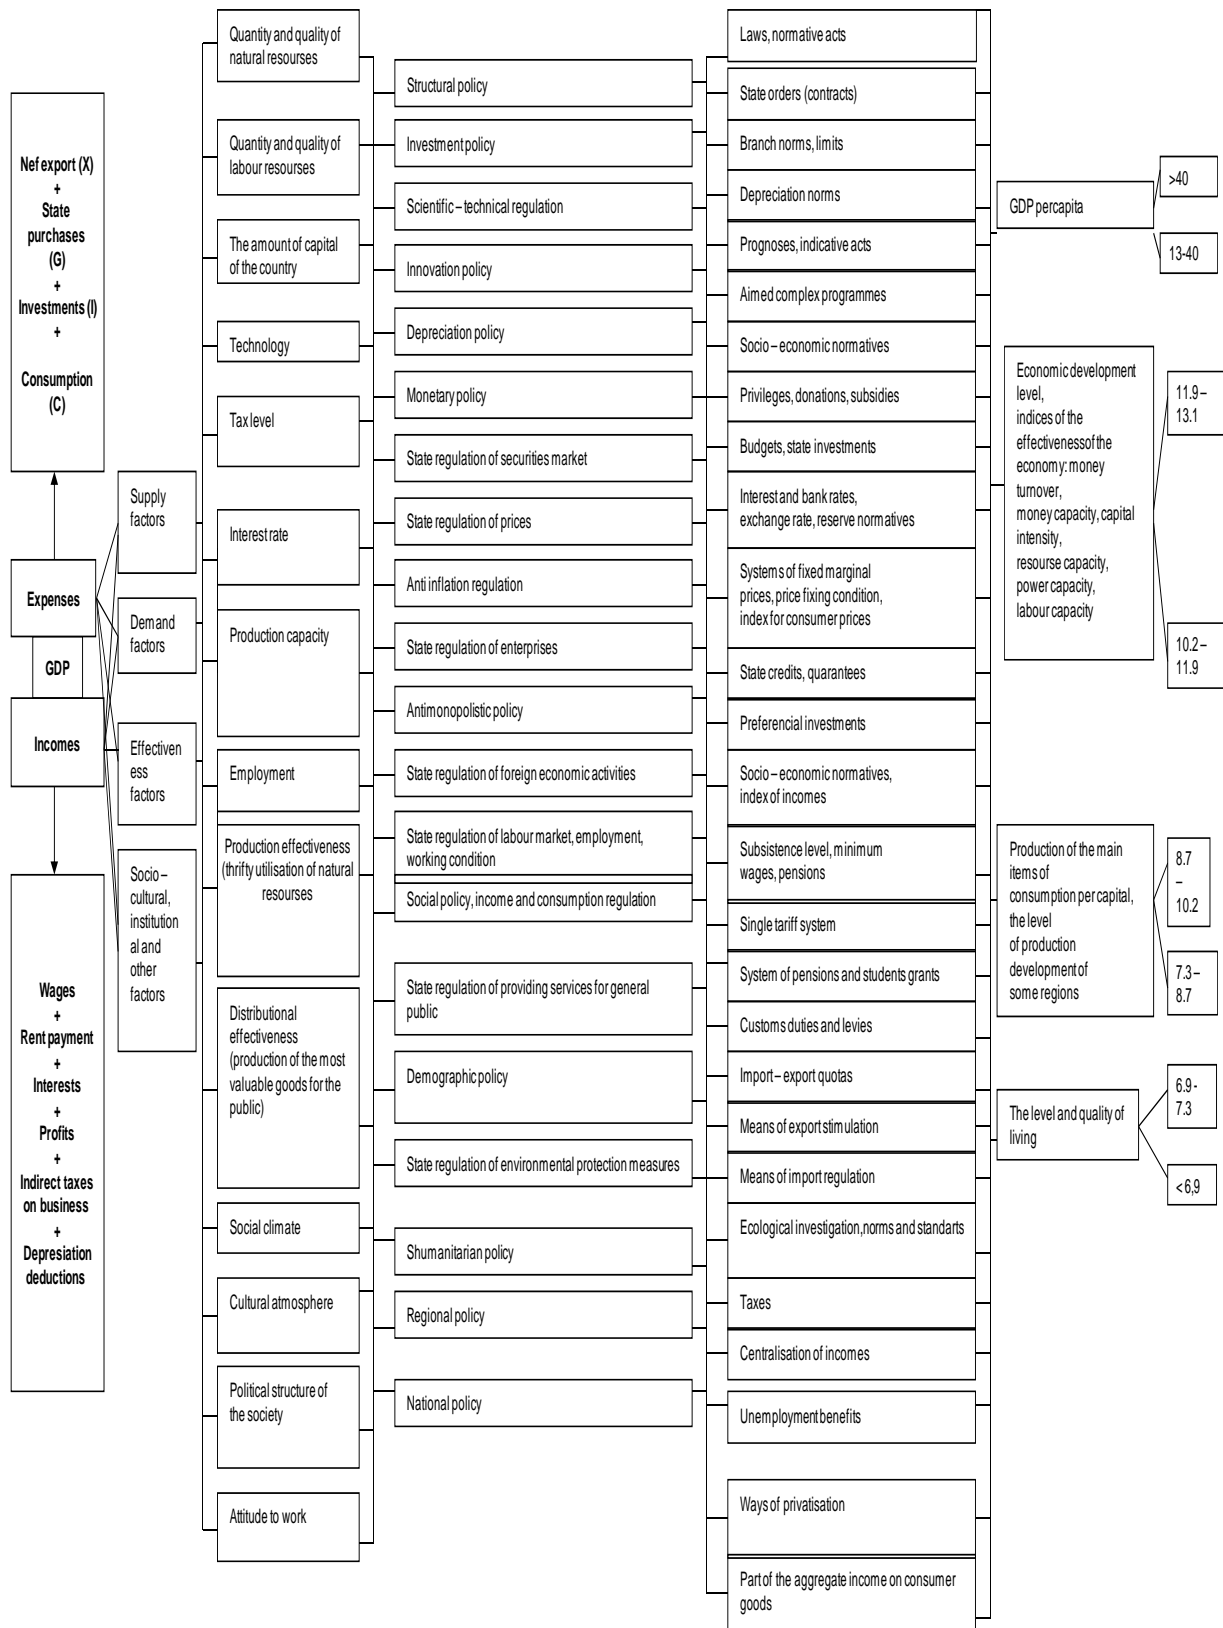 Nef export (X)
+
State
purchases
(G)
+
Investments (I)
+
Consumption
(C)
Expenses
GDP
Incomes
Wages
+
Rent payment
+
Interests
+
Profits
+
Indirect taxes
on business
+
Depresiation
deductions
Supply
factors
Demand
factors
Effectiven
ess
factors
Socio –
cultural,
institution
al and
other
factors
Quantity and quality of
natural resourses
Quantity and quality of
labour resourses
The amount of capital
of the country
Technology
Tax level
Interest rate
Production capacity
Employment
Production effectiveness
(thrifty utilisation of natural
resourses
Distributional
effectiveness
(production of the most
valuable goods for the
public)
Social climate
Cultural atmosphere
Political structure of
the society
Attitude to work
Structural policy
Investment policy
Scientific – technical regulation
Innovation policy
Depreciation policy
Monetary policy
State regulation of securities market
State regulation of prices
Anti inflation regulation
State regulation of enterprises
Antimonopolistic policy
State regulation of foreign economic activities
State regulation of labour market, employment,
working condition
Social policy, income and consumption regulation
State regulation of providing services for general
public
Demographic policy
State regulation of environmental protection measures
Shumanitarian policy
Regional policy
National policy
Laws, normative acts
State orders (contracts)
Branch norms, limits
Depreciation norms
Prognoses, indicative acts
Aimed complex programmes
Socio – economic normatives
Privileges, donations, subsidies
Budgets, state investments
Interest and bank rates,
exchange rate, reserve normatives
Systems of fixed marginal
prices, price fixing condition,
index for consumer prices
State credits, quarantees
Preferencial investments
Socio – economic normatives,
index of incomes
Subsistence level, minimum
wages, pensions
Single tariff system
System of pensions and students grants
Customs duties and levies
Import – export quotas
Means of export stimulation
Means of import regulation
Ecological investigation, norms and standarts
Taxes
Centralisation of incomes
Unemployment benefits
Ways of privatisation
Part of the aggregate income on consumer
goods
GDP percapita
Economic development
level,
indices of the
effectiveness of the
economy: money
turnover,
money capacity, capital
intensity,
resourse capacity,
power capacity,
labour capacity
Production of the main
items of
consumption per capital,
the level
of production
development of
some regions
The level and quality of
living
>40
13-40
11.9 –
13.1
10.2 –
11.9
8.7
–
10.2
7.3 –
8.7
6.9 -
7.3
< 6,9